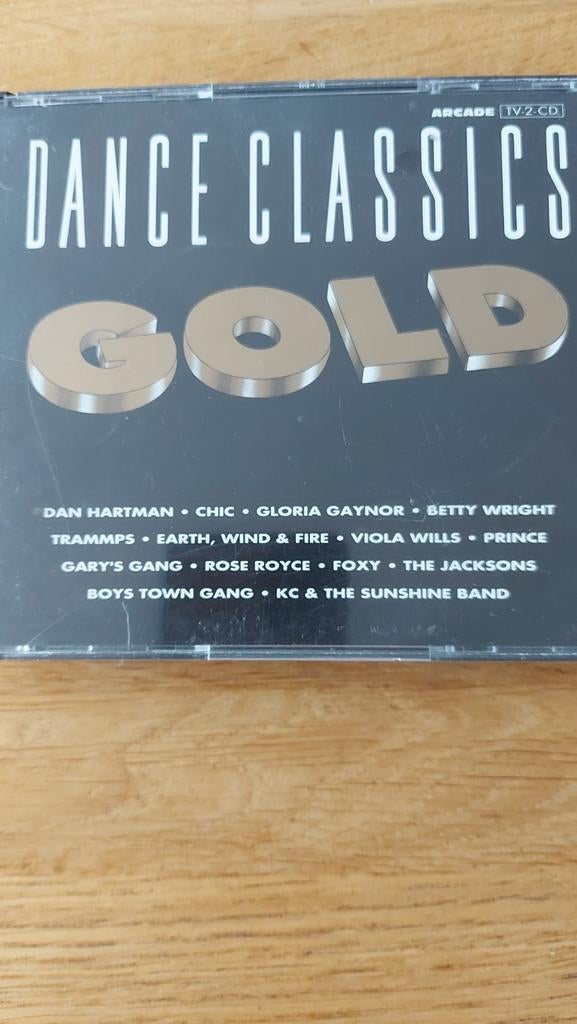 ARCADE TV-2-CD
DANCE CLASSICS
GOLD
DAN HARTMAN • CHIC • GLORIA GAYNOR • BETTY WRIGHT
TRAMMPS • EARTH, WIND & FIRE • VIOLA WILLS • PRINCE
GARY'S GANG • ROSE ROYCE • FOXY • THE JACKSONS
BOYS TOWN GANG • KC & THE SUNSHINE BAND